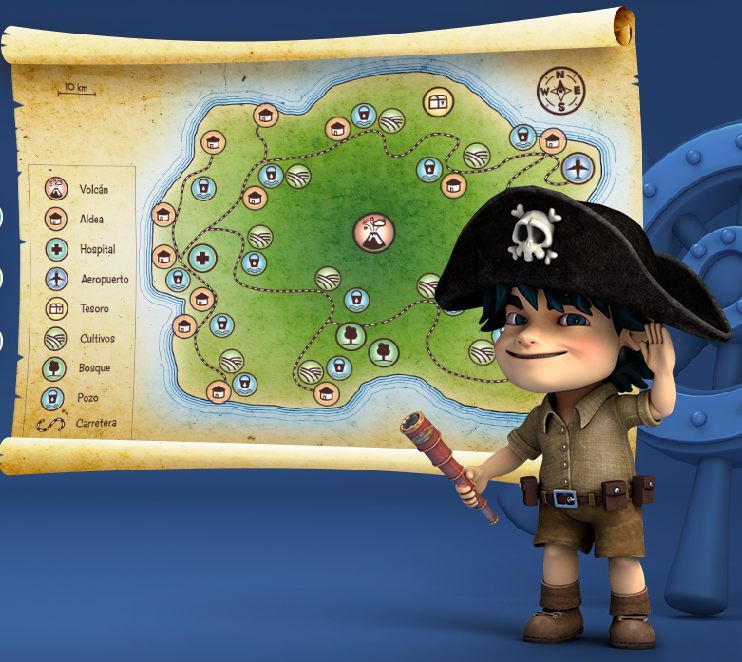 10 km
N
W E
S
Volcán
Aldea
Hospital
Aeropuerto
Tesoro
Cultivos
Bosque
Pozo
Carretera